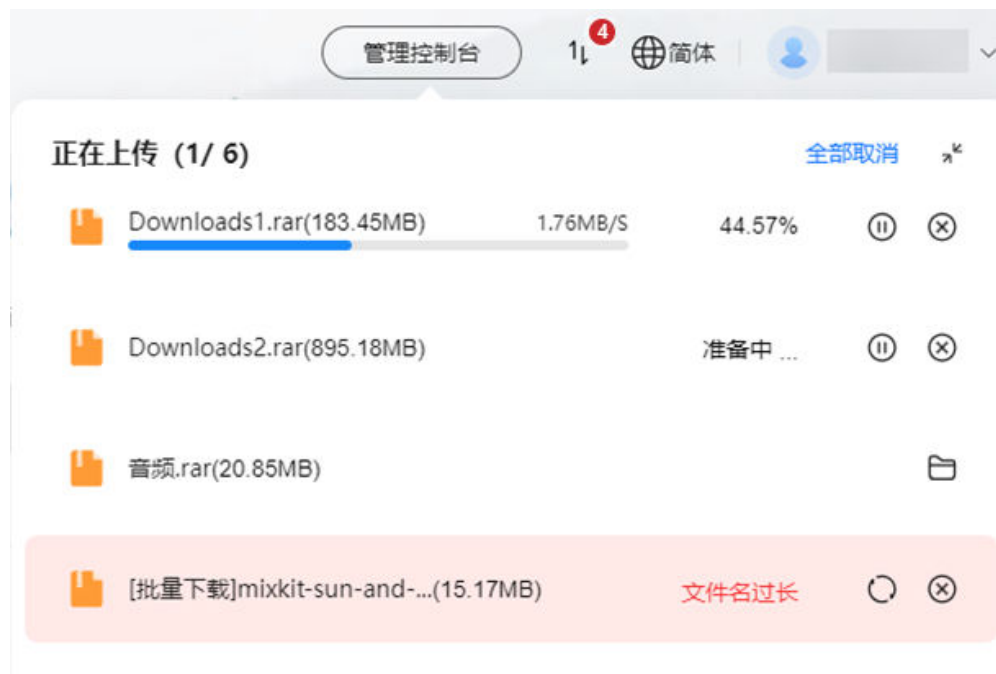 管理控制台 4 简体
正在上传 (1/ 6) 全部取消
Downloads1.rar(183.45MB) 1.76MB/S 44.57%
Downloads2.rar(895.18MB) 准备中 ...
音频.rar(20.85MB)
[批量下载]mixkit-sun-and-...(15.17MB) 文件名过长